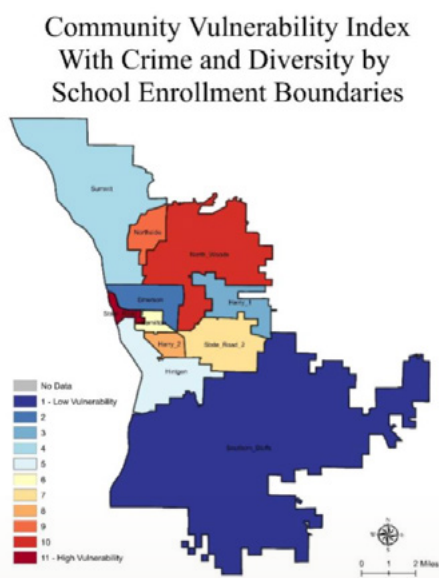 Community Vulnerability Index
With Crime and Diversity by
School Enrollment Boundaries
Summit
Northside
North_Woods
Emerson
Harry_1
State_Road_2
Harry_2
Hintgen
Southern_Bluffs
No Data
1 - Low Vulnerability
2
3
4
5
6
7
8
9
10
11 - High Vulnerability
N
0
1
2 Miles